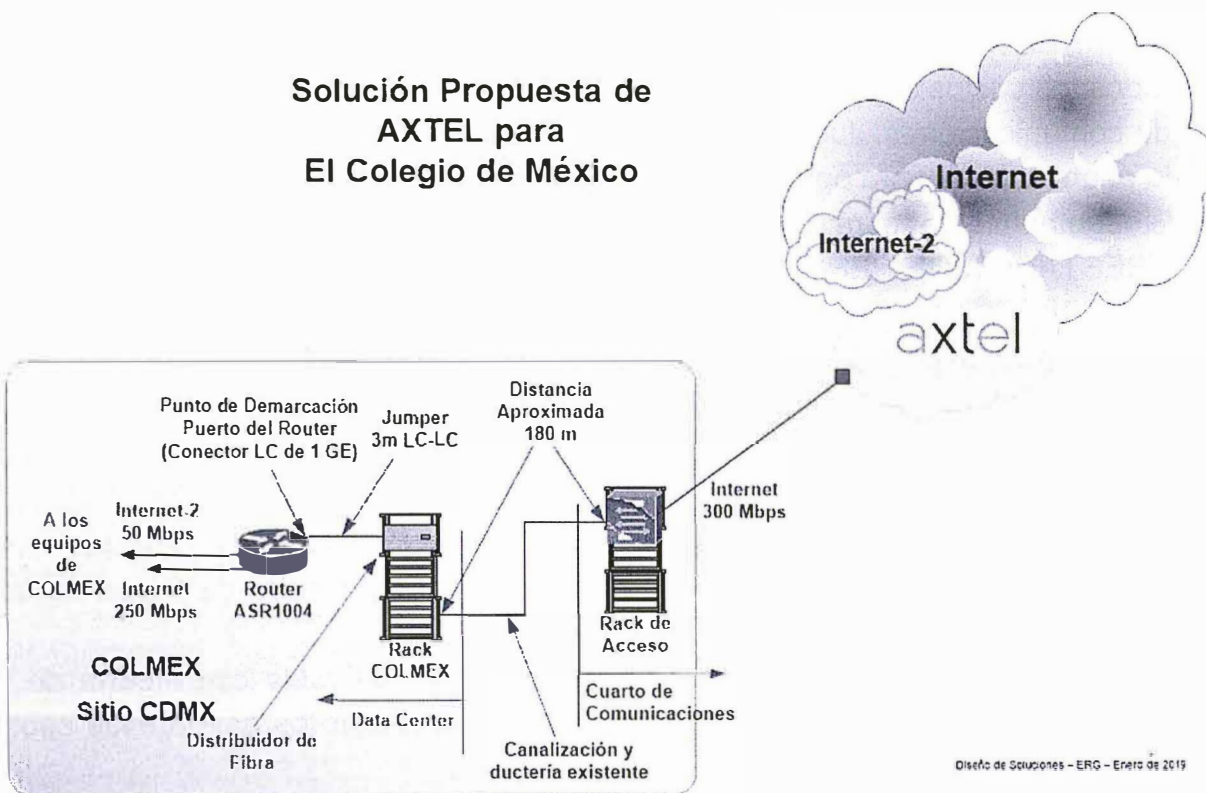 Solución Propuesta de
AXTEL para
El Colegio de México
Internet
Internet-2
axtel
Punto de Demarcación
Puerto del Router
(Conector LC de 1 GE)
Jumper
3m LC-LC
Distancia
Aproximada
180 m
Internet
300 Mbps
A los
equipos
de
COLMEX
Internet-2
50 Mbps
Internet
250 Mbps
Router
ASR1004
Rack
COLMEX
Rack de
Acceso
COLMEX
Sitio CDMX
Data Center
Cuarto de
Comunicaciones
Distribuidor de
Fibra
Canalización y
ductería existente
Diseño de Soluciones – ERG – Enero de 2019